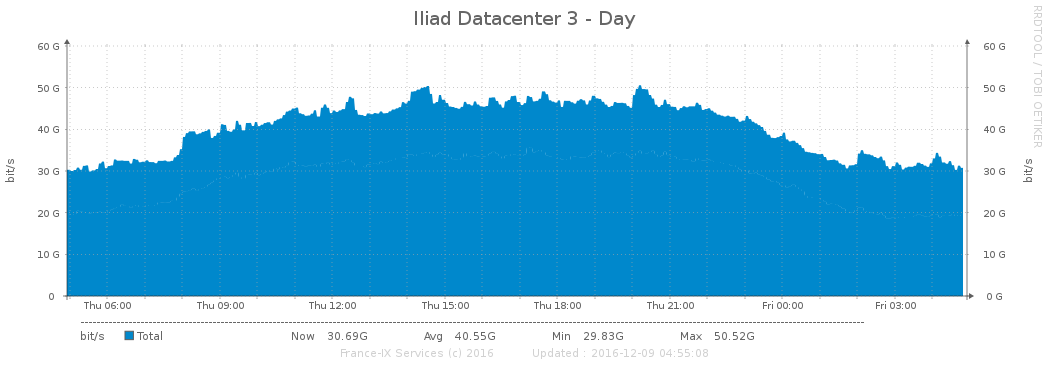 Iliad Datacenter 3 - Day
RRDTOOL / TOBI OETIKER
60 G 60 G
50 G 50 G
40 G 40 G
30 G 30 G
20 G 20 G
10 G 10 G
0 0 G
bit/s bit/s
Thu 06:00 Thu 09:00 Thu 12:00 Thu 15:00 Thu 18:00 Thu 21:00 Fri 00:00 Fri 03:00
bit/s Total Now 30.69G Avg 40.55G Min 29.83G Max 50.52G
France-IX Services (c) 2016 Updated : 2016-12-09 04:55:08